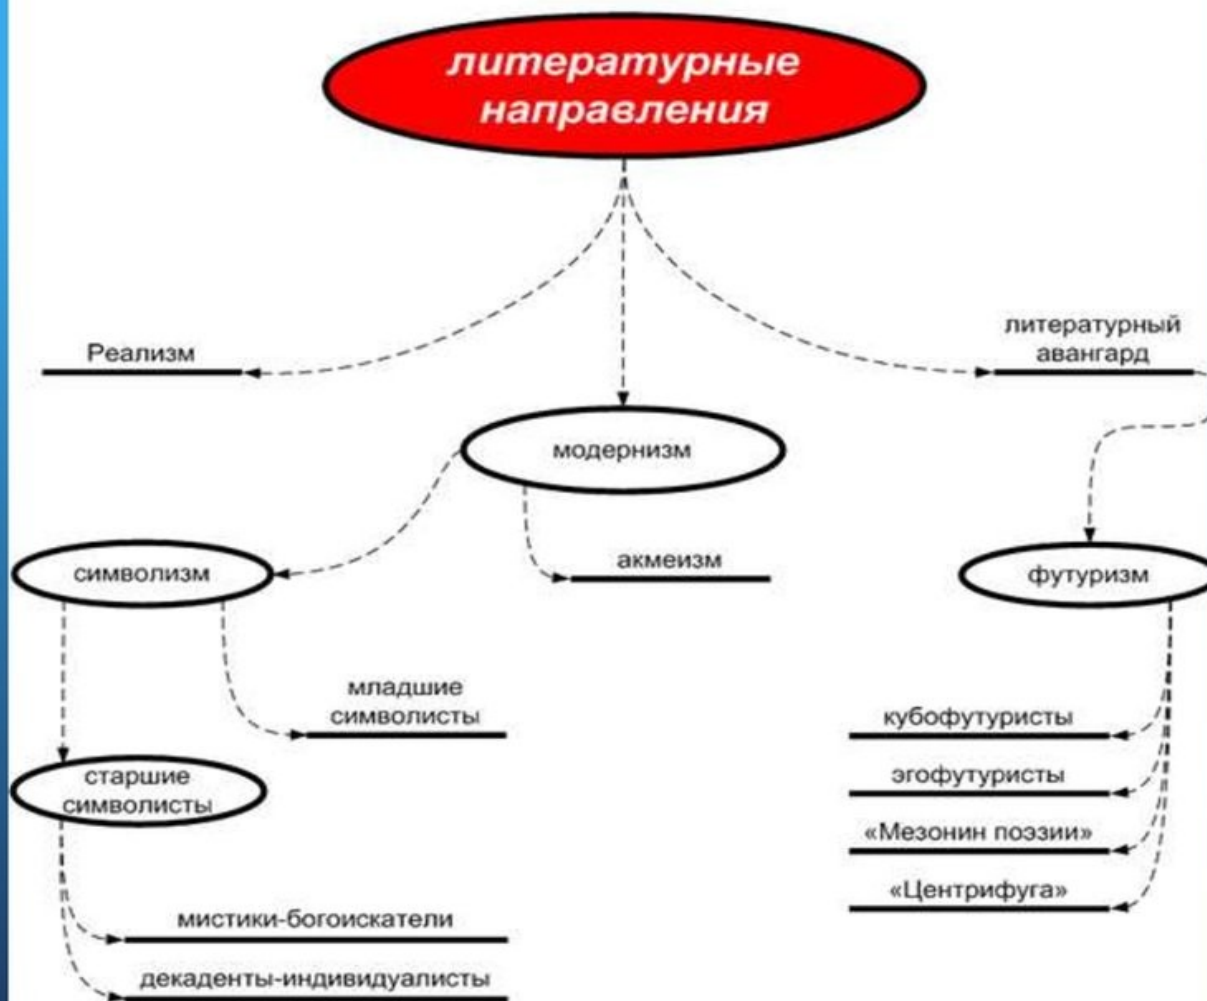 литературные
направления
Реализм
литературный
авангард
модернизм
символизм
акмеизм
футуризм
младшие
символисты
кубофутуристы
старшие
символисты
эгофутуристы
«Мезонин поэзии»
«Центрифуга»
мистики-богоискатели
декаденты-индивидуалисты